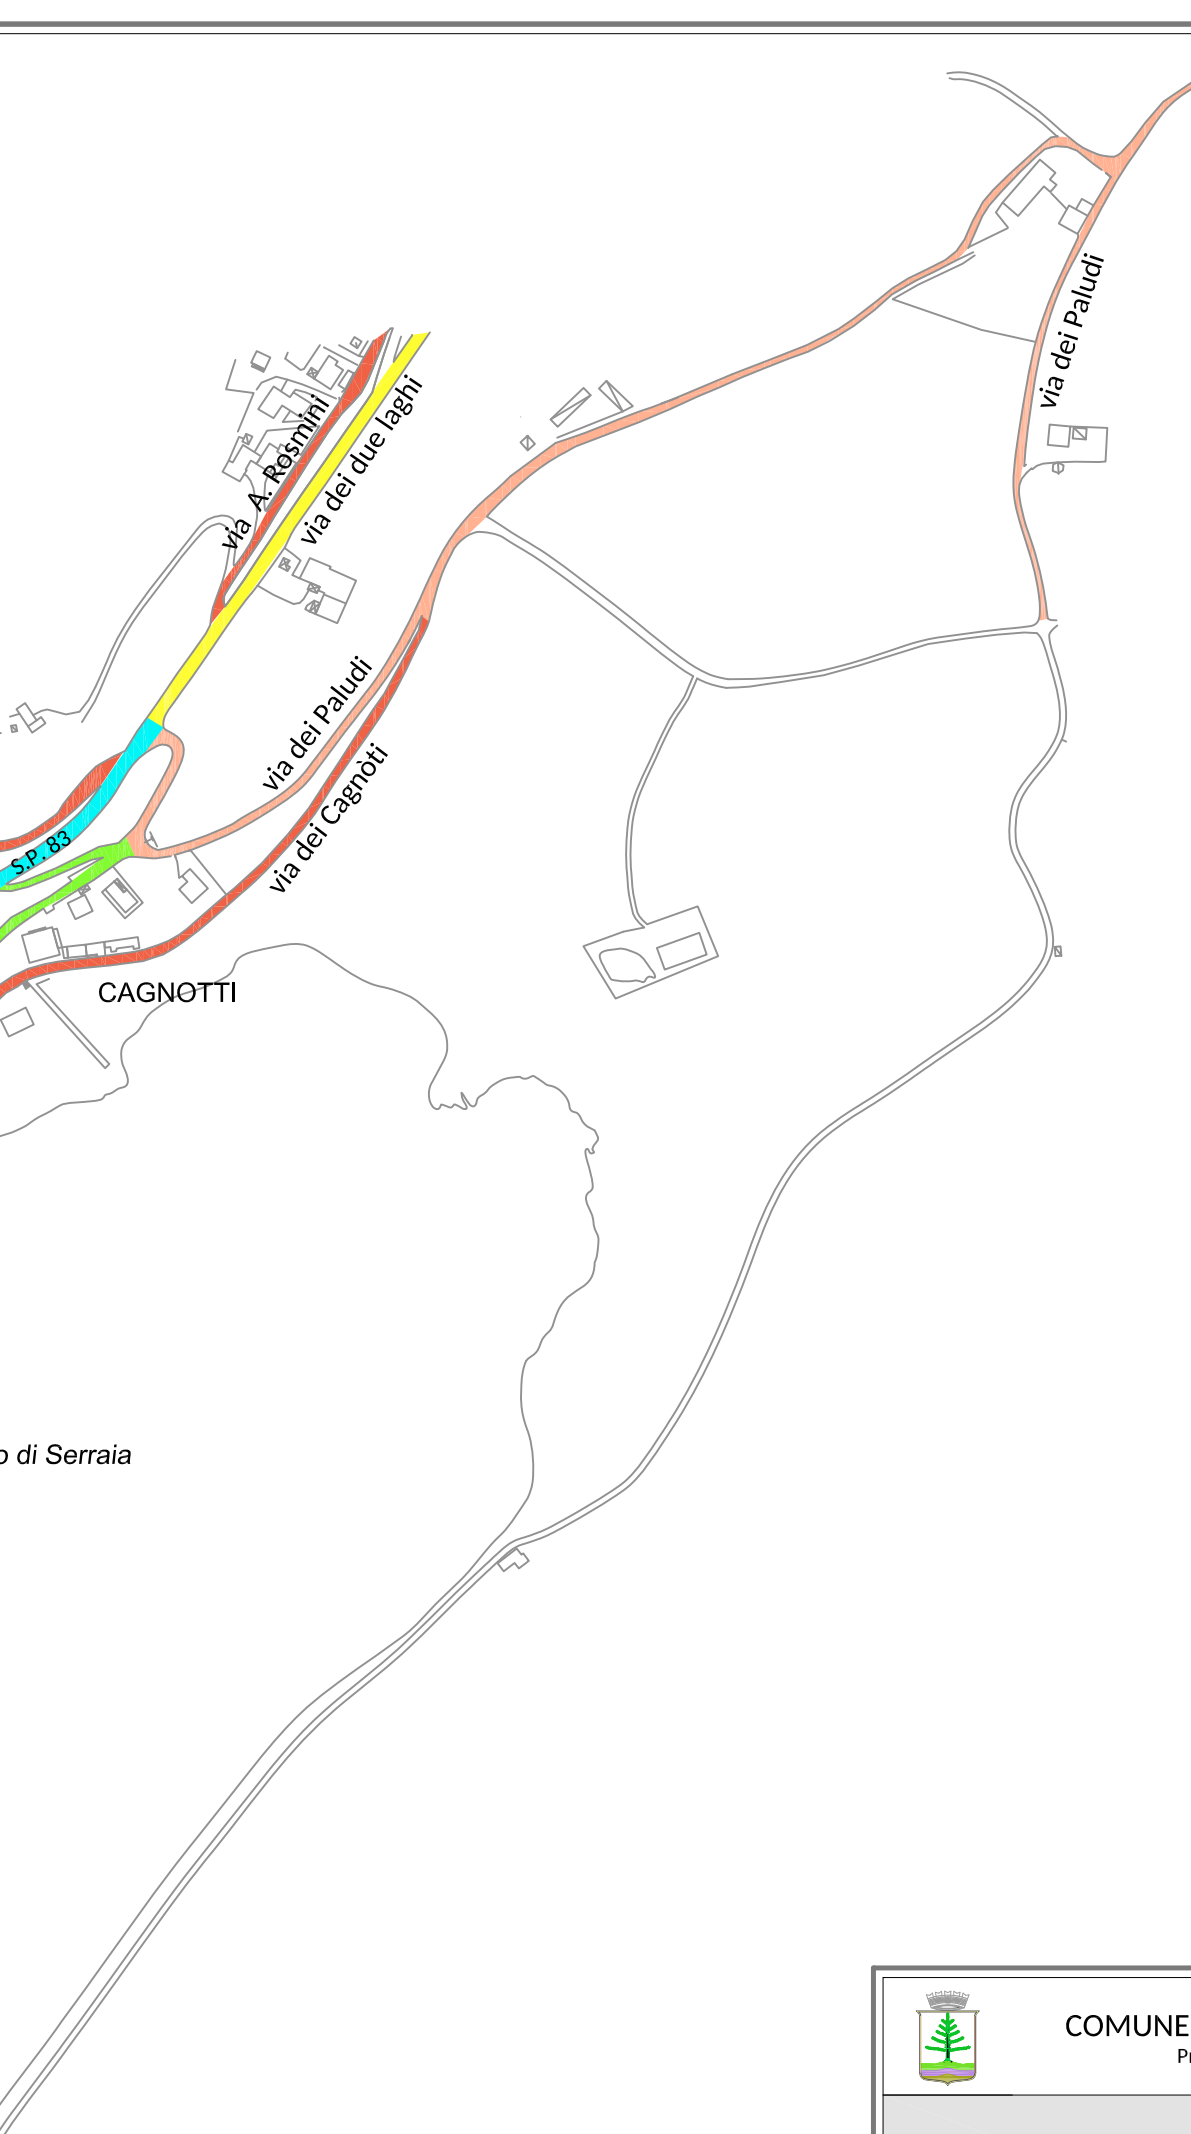 via dei Paludi
via A. Rosmini
via dei due laghi
via dei Paludi
via dei Cagnòti
S.P. 83
CAGNOTTI
o di Serraia
COMUNE
Pr